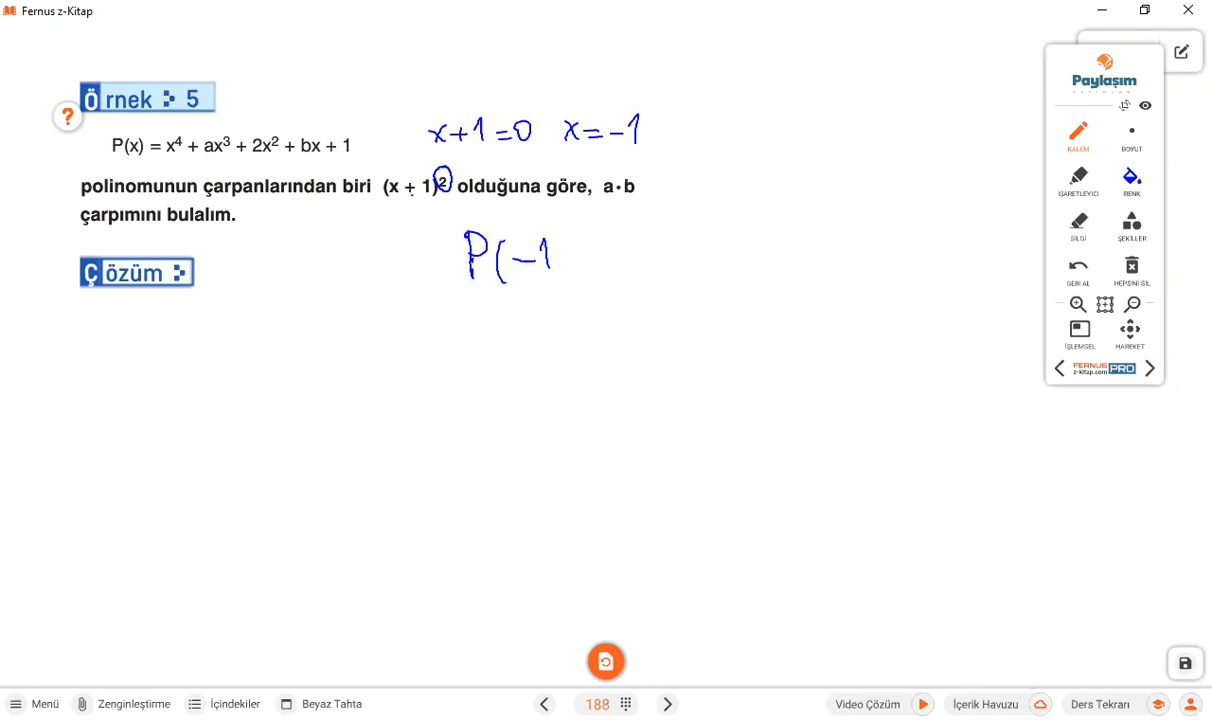 Fernus z-Kitap
Örnek 5
?
P(x) = x⁴ + ax³ + 2x² + bx + 1
x+1=0 x=-1
polinomunun çarpanlarından biri (x + 1)² olduğuna göre, a·b
çarpımını bulalım.
P(-1
Çözüm
Paylaşım
YAYINLARI
KALEM BOYUT
İŞARETLEYİCİ RENK
SİLGİ ŞEKİLLER
GERİ AL HEPSİNİ SİL
İŞLEMSEL HAREKET
FERNUS z-kitap.com PRO
Menü Zenginleştirme İçindekiler Beyaz Tahta 188 Video Çözüm İçerik Havuzu Ders Tekrarı